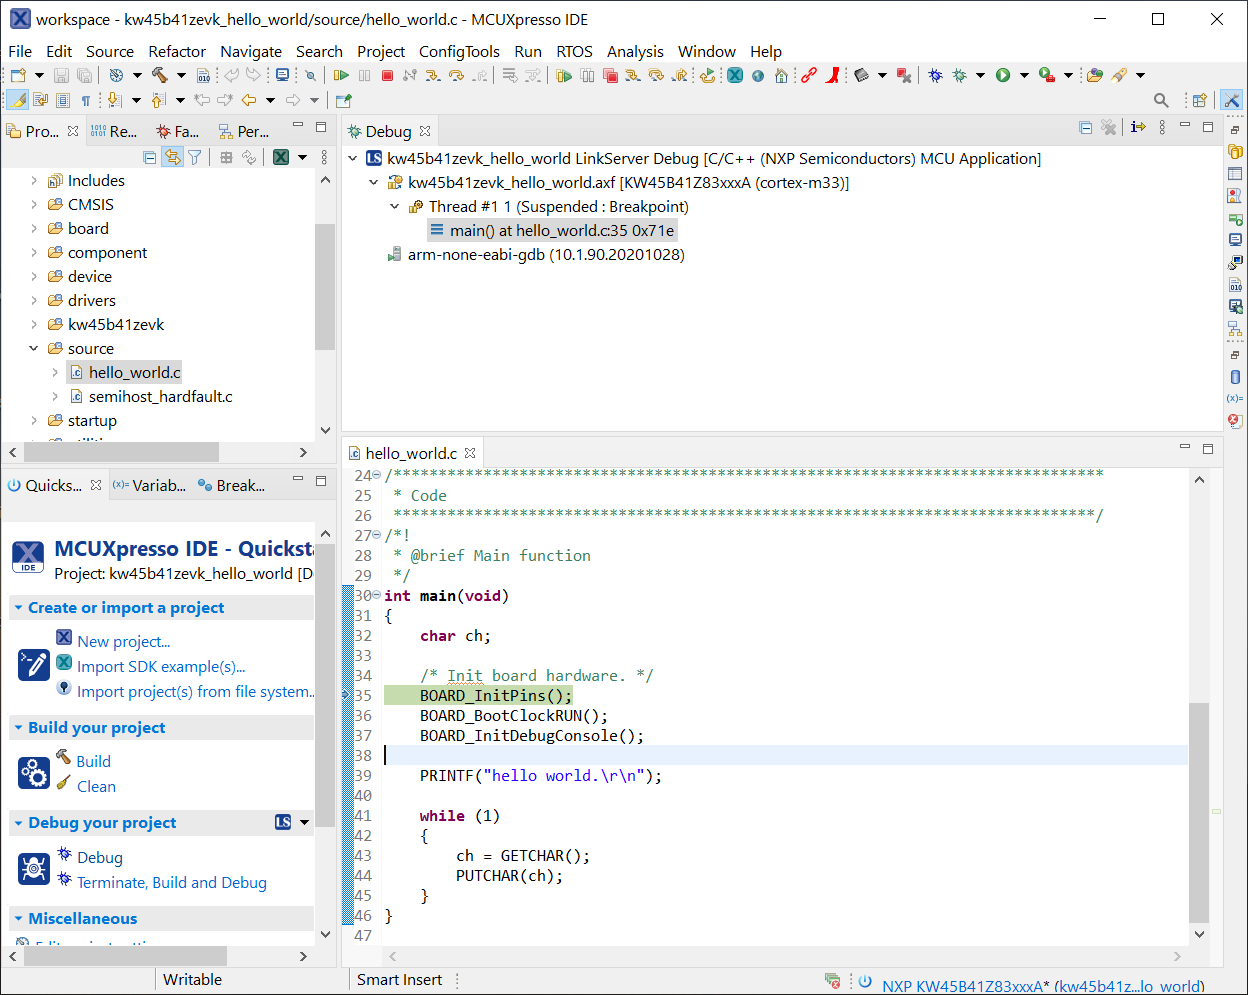 workspace - kw45b41zevk_hello_world/source/hello_world.c - MCUXpresso IDE
File Edit Source Refactor Navigate Search Project ConfigTools Run RTOS Analysis Window Help
Pro... Re... Fa... Per...
Includes
CMSIS
board
component
device
drivers
kw45b41zevk
source
hello_world.c
semihost_hardfault.c
startup
Debug
kw45b41zevk_hello_world LinkServer Debug [C/C++ (NXP Semiconductors) MCU Application]
kw45b41zevk_hello_world.axf [KW45B41Z83xxxA (cortex-m33)]
Thread #1 1 (Suspended : Breakpoint)
main() at hello_world.c:35 0x71e
arm-none-eabi-gdb (10.1.90.20201028)
Quicks... (x)= Variab... Break...
MCUXpresso IDE - Quicksta
IDE
Project: kw45b41zevk_hello_world [D
Create or import a project
New project...
Import SDK example(s)...
Import project(s) from file system..
Build your project
Build
Clean
Debug your project LS
Debug
Terminate, Build and Debug
Miscellaneous
hello_world.c
24 /*******************************************************************************
25  * Code
26  ******************************************************************************/
27 /*!
28  * @brief Main function
29  */
30 int main(void)
31 {
32     char ch;
33
34     /* Init board hardware. */
35     BOARD_InitPins();
36     BOARD_BootClockRUN();
37     BOARD_InitDebugConsole();
38
39     PRINTF("hello world.\r\n");
40
41     while (1)
42     {
43         ch = GETCHAR();
44         PUTCHAR(ch);
45     }
46 }
47
Writable Smart Insert NXP KW45B41Z83xxxA* (kw45b41z...lo_world)